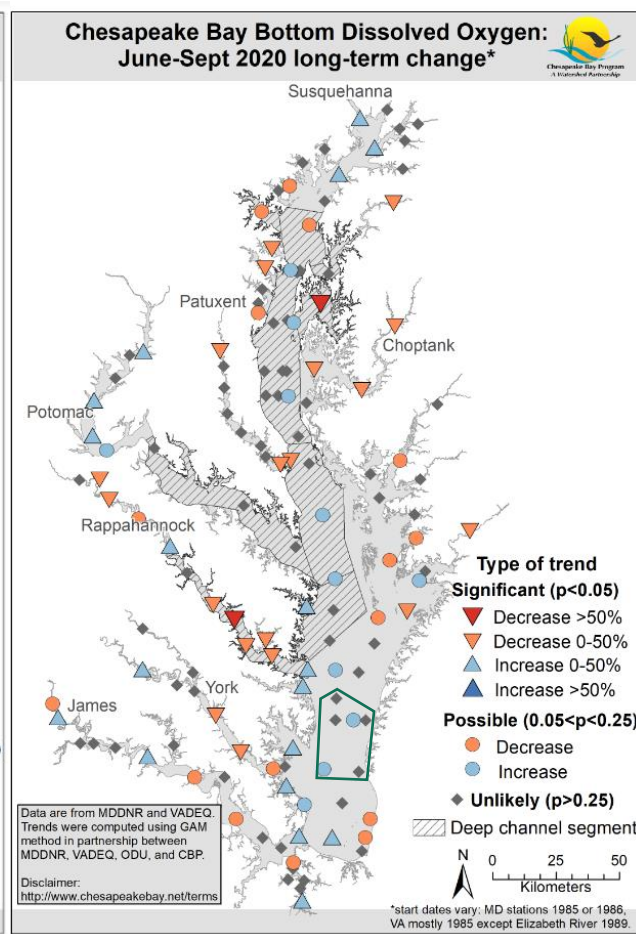 Chesapeake Bay Bottom Dissolved Oxygen:
June-Sept 2020 long-term change*
Chesapeake Bay Program
A Watershed Partnership
Susquehanna
Patuxent
Choptank
Potomac
Rappahannock
York
James
Type of trend
Significant (p<0.05)
Decrease >50%
Decrease 0-50%
Increase 0-50%
Increase >50%
Possible (0.05<p<0.25)
Decrease
Increase
Unlikely (p>0.25)
Deep channel segment
N
0 25 50
Kilometers
Data are from MDDNR and VADEQ.
Trends were computed using GAM
method in partnership between
MDDNR, VADEQ, ODU, and CBP.
Disclaimer:
http://www.chesapeakebay.net/terms
*start dates vary: MD stations 1985 or 1986,
VA mostly 1985 except Elizabeth River 1989.